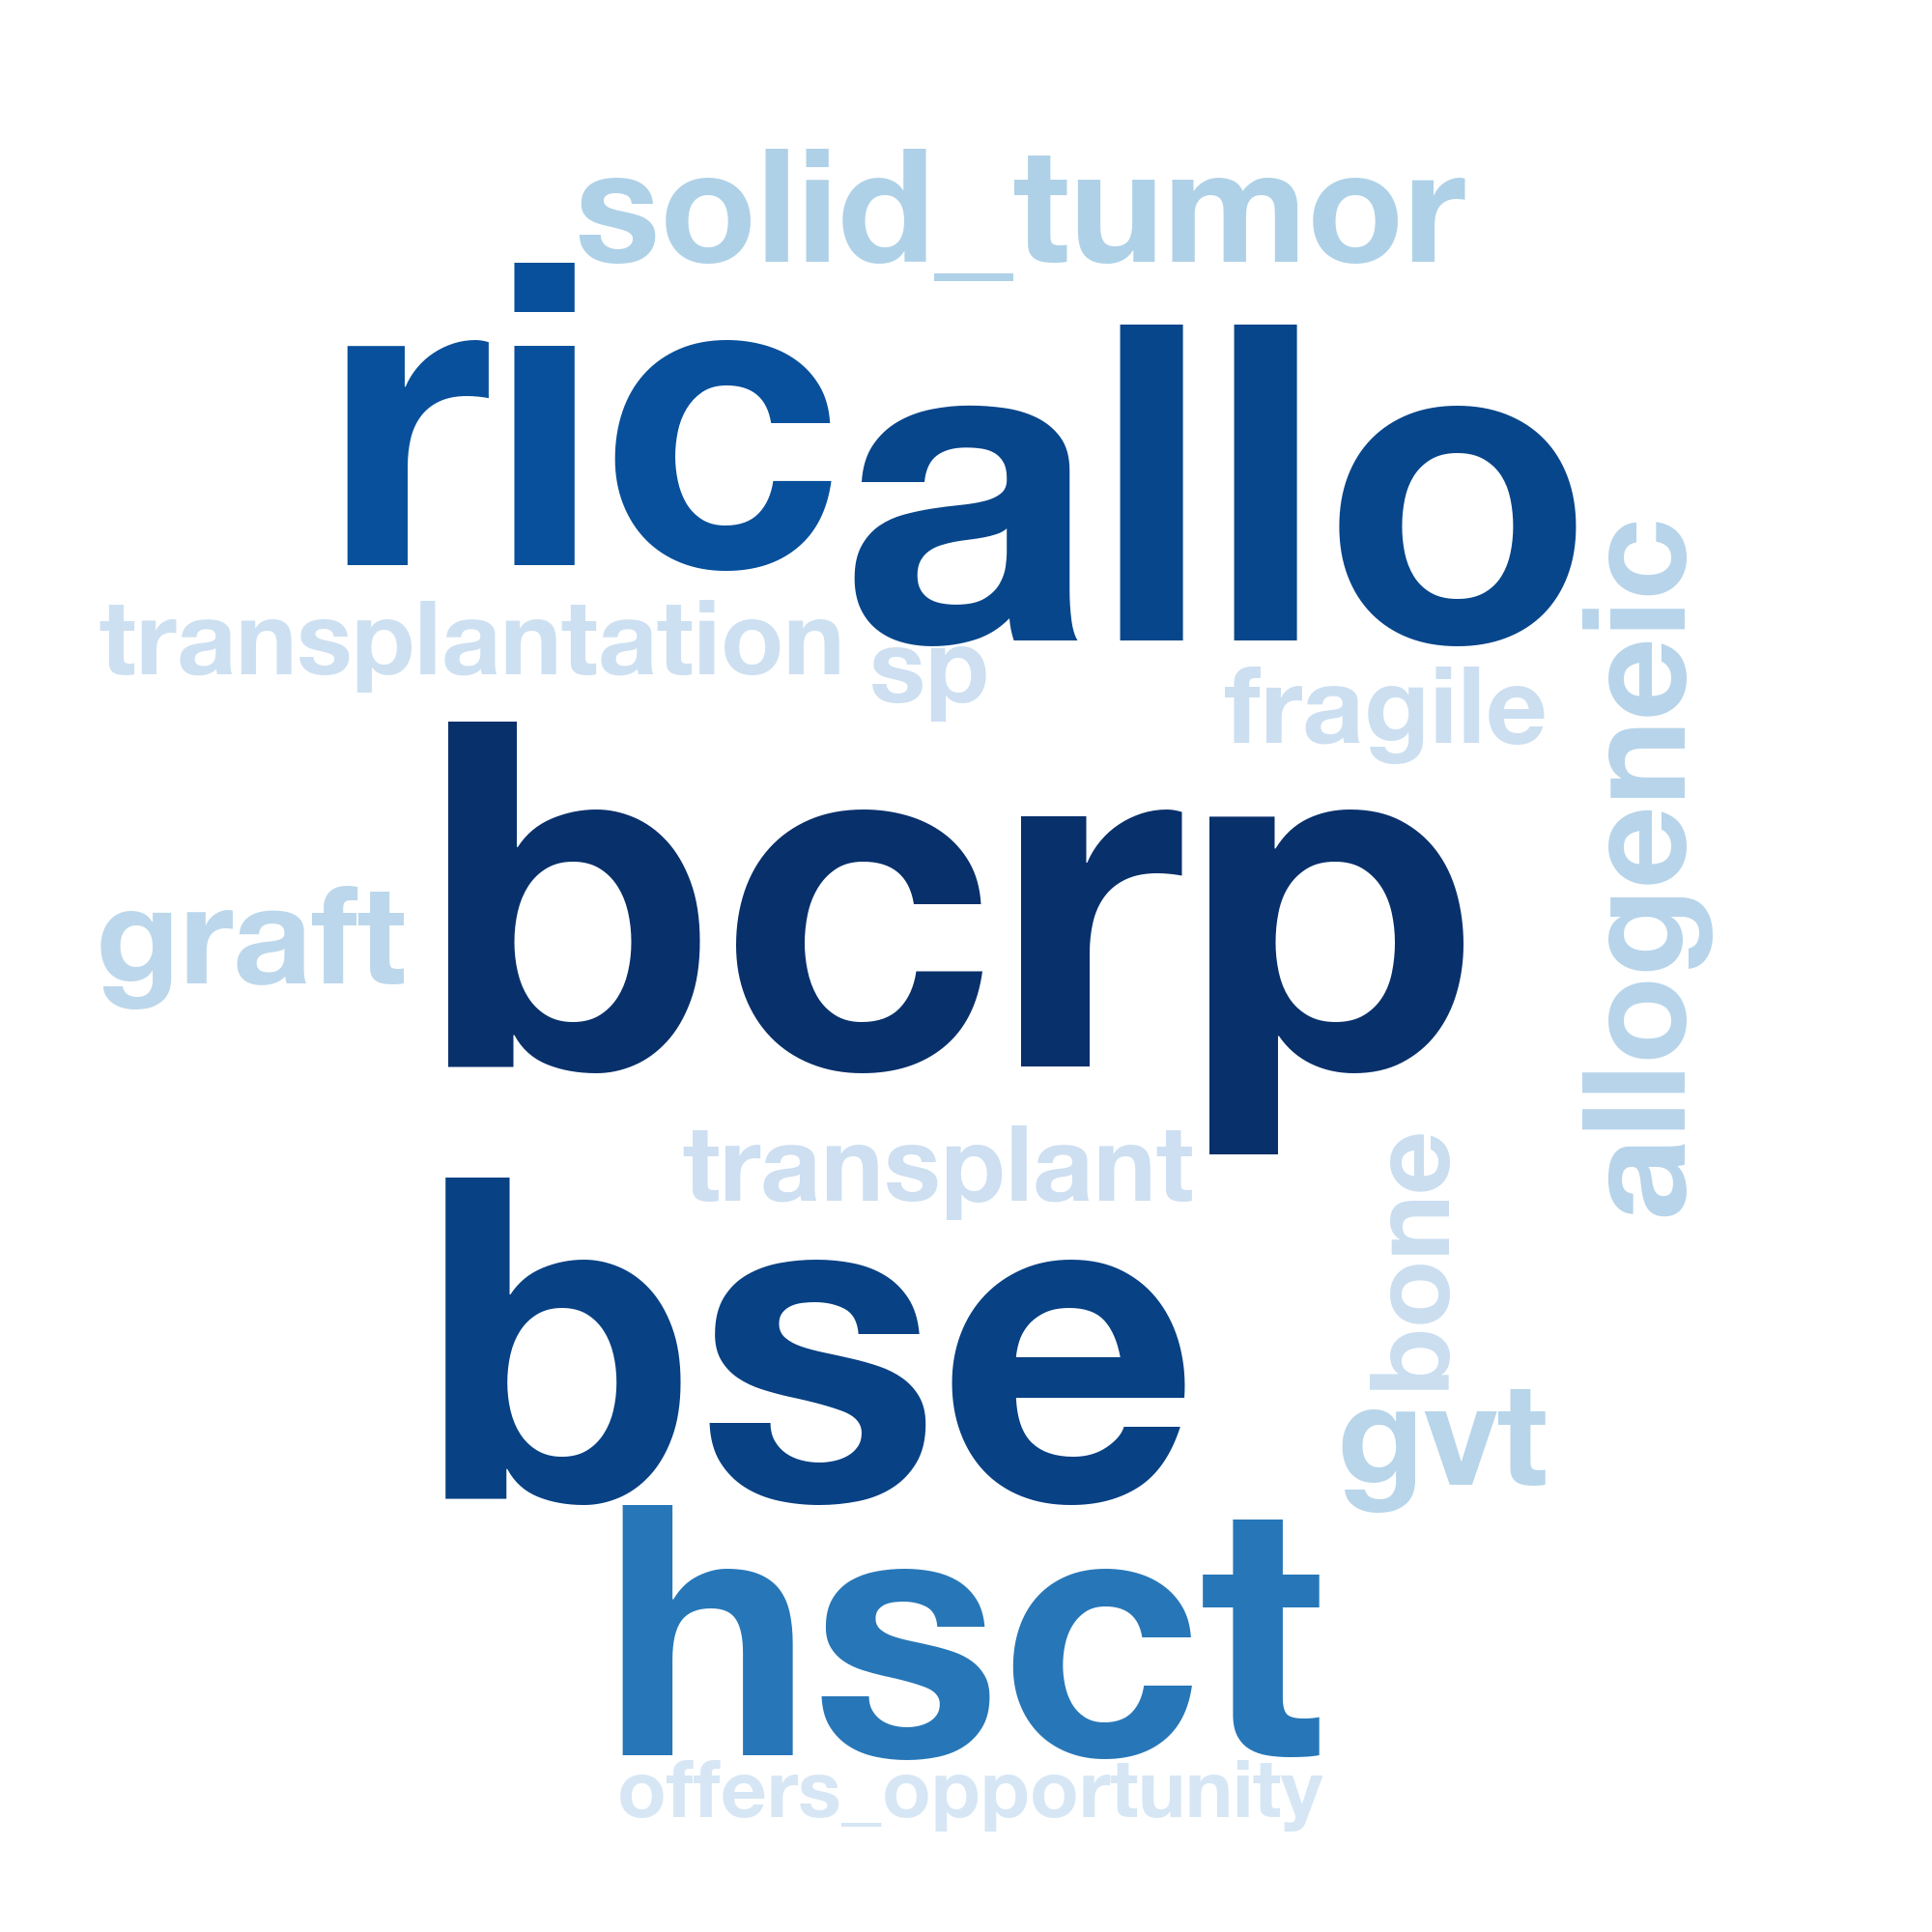 solid_tumor
ric
allo
transplantation
sp
fragile
allogeneic
bcrp
graft
transplant
bone
bse
gvt
hsct
offers_opportunity